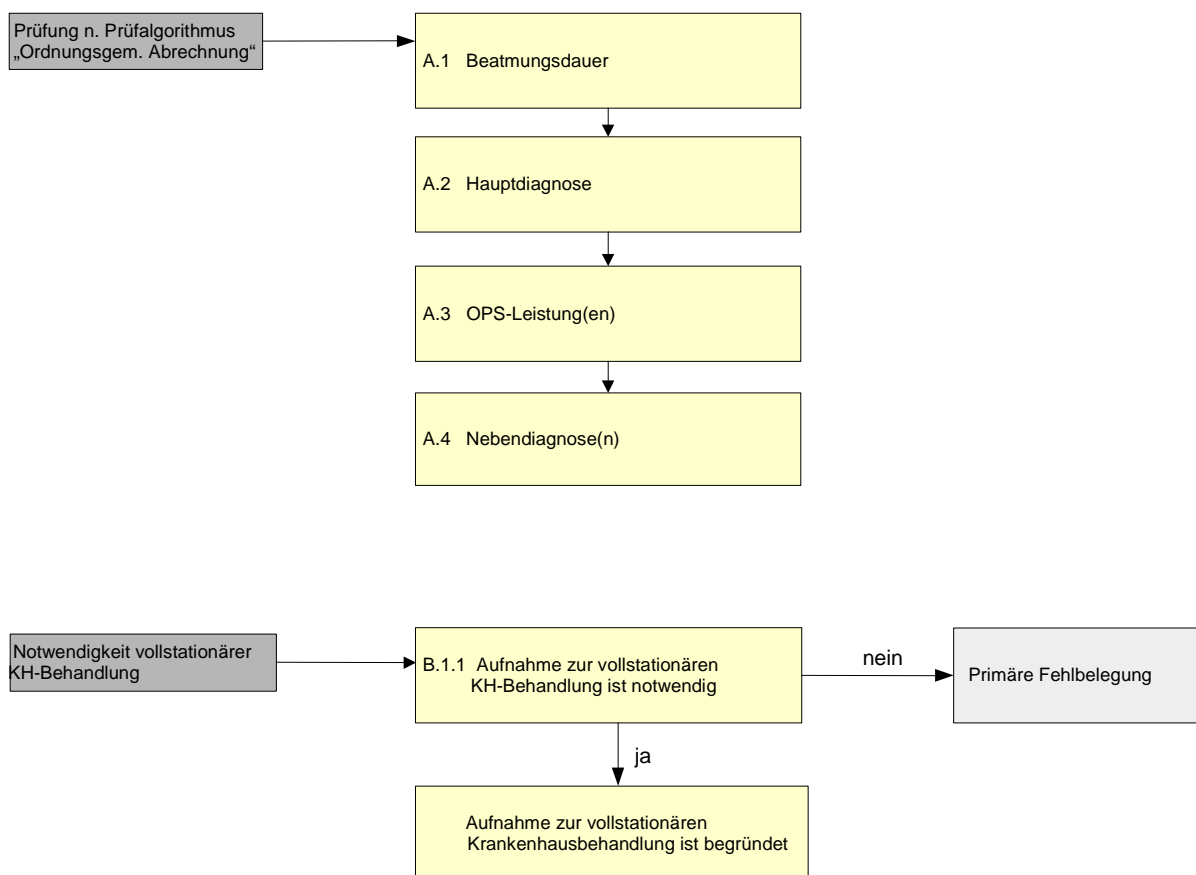 Prüfung n. Prüfalgorithmus
„Ordnungsgem. Abrechnung“
A.1 Beatmungsdauer
A.2 Hauptdiagnose
A.3 OPS-Leistung(en)
A.4 Nebendiagnose(n)
Notwendigkeit vollstationärer
KH-Behandlung
B.1.1 Aufnahme zur vollstationären
KH-Behandlung ist notwendig
nein
Primäre Fehlbelegung
ja
Aufnahme zur vollstationären
Krankenhausbehandlung ist begründet